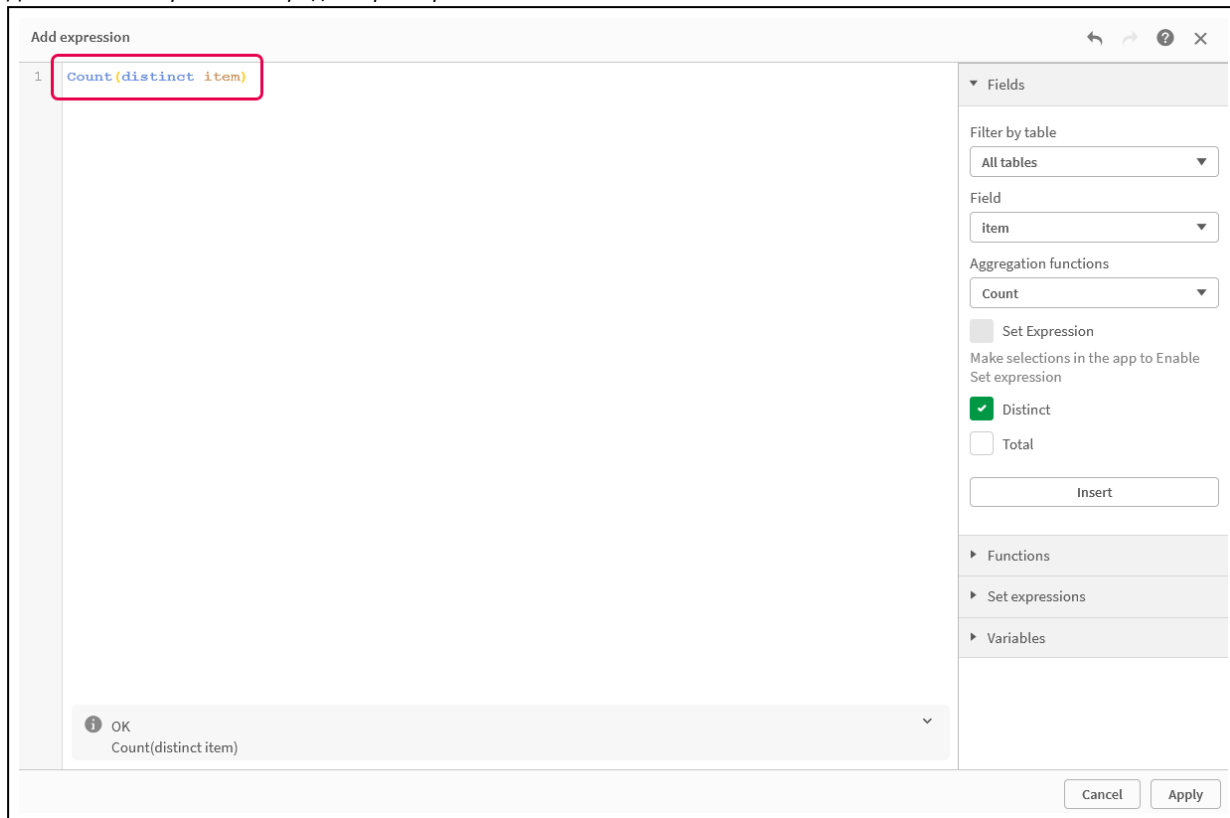 Add expression
1 Count(distinct item)
Fields
Filter by table
All tables
Field
item
Aggregation functions
Count
Set Expression
Make selections in the app to Enable
Set expression
Distinct
Total
Insert
Functions
Set expressions
Variables
OK
Count(distinct item)
Cancel Apply